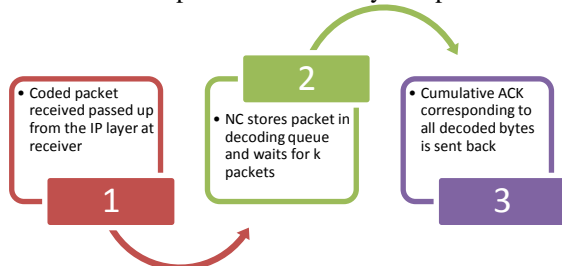 • Coded packet
received passed up
from the IP layer at
receiver
1
2
• NC stores packet in
decoding queue
and waits for k
packets
• Cumulative ACK
corresponding to
all decoded bytes
is sent back
3